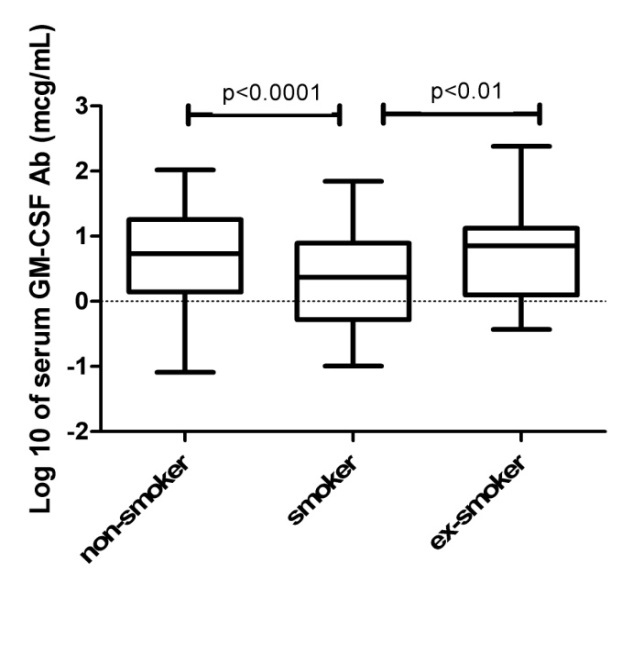 Log 10 of serum GM-CSF Ab (mcg/mL)
p<0.0001
p<0.01
3
2
1
0
-1
-2
non-smoker
smoker
ex-smoker